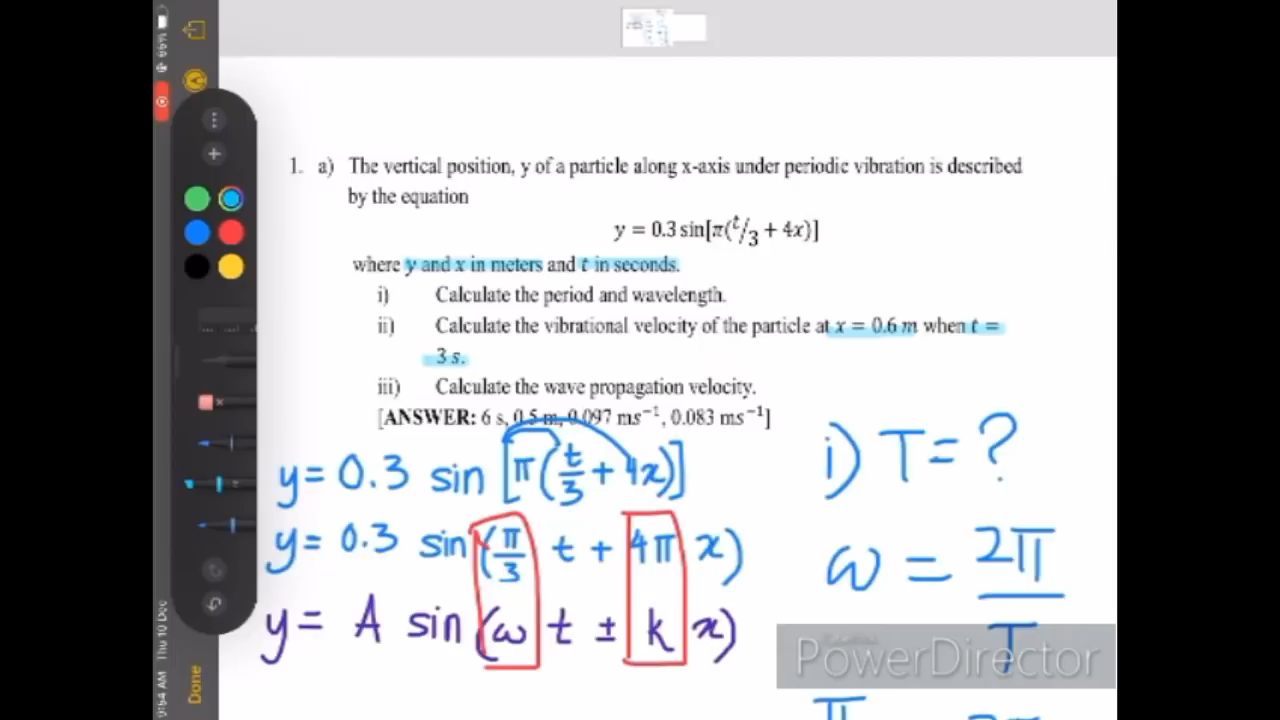 66%
1. a) The vertical position, y of a particle along x-axis under periodic vibration is described
by the equation
y = 0.3 sin[π(t/3 + 4x)]
where y and x in meters and t in seconds.
i) Calculate the period and wavelength.
ii) Calculate the vibrational velocity of the particle at x = 0.6 m when t =
3 s.
iii) Calculate the wave propagation velocity.
[ANSWER: 6 s, 0.5 m, 0.097 ms⁻¹, 0.083 ms⁻¹]
y = 0.3 sin [π(t/3 + 4x)]
y = 0.3 sin (π/3 t + 4π x)
y = A sin (ω t ± k x)
i) T = ?
ω = 2π/T
PowerDirector
Thu 10 Dec
Done